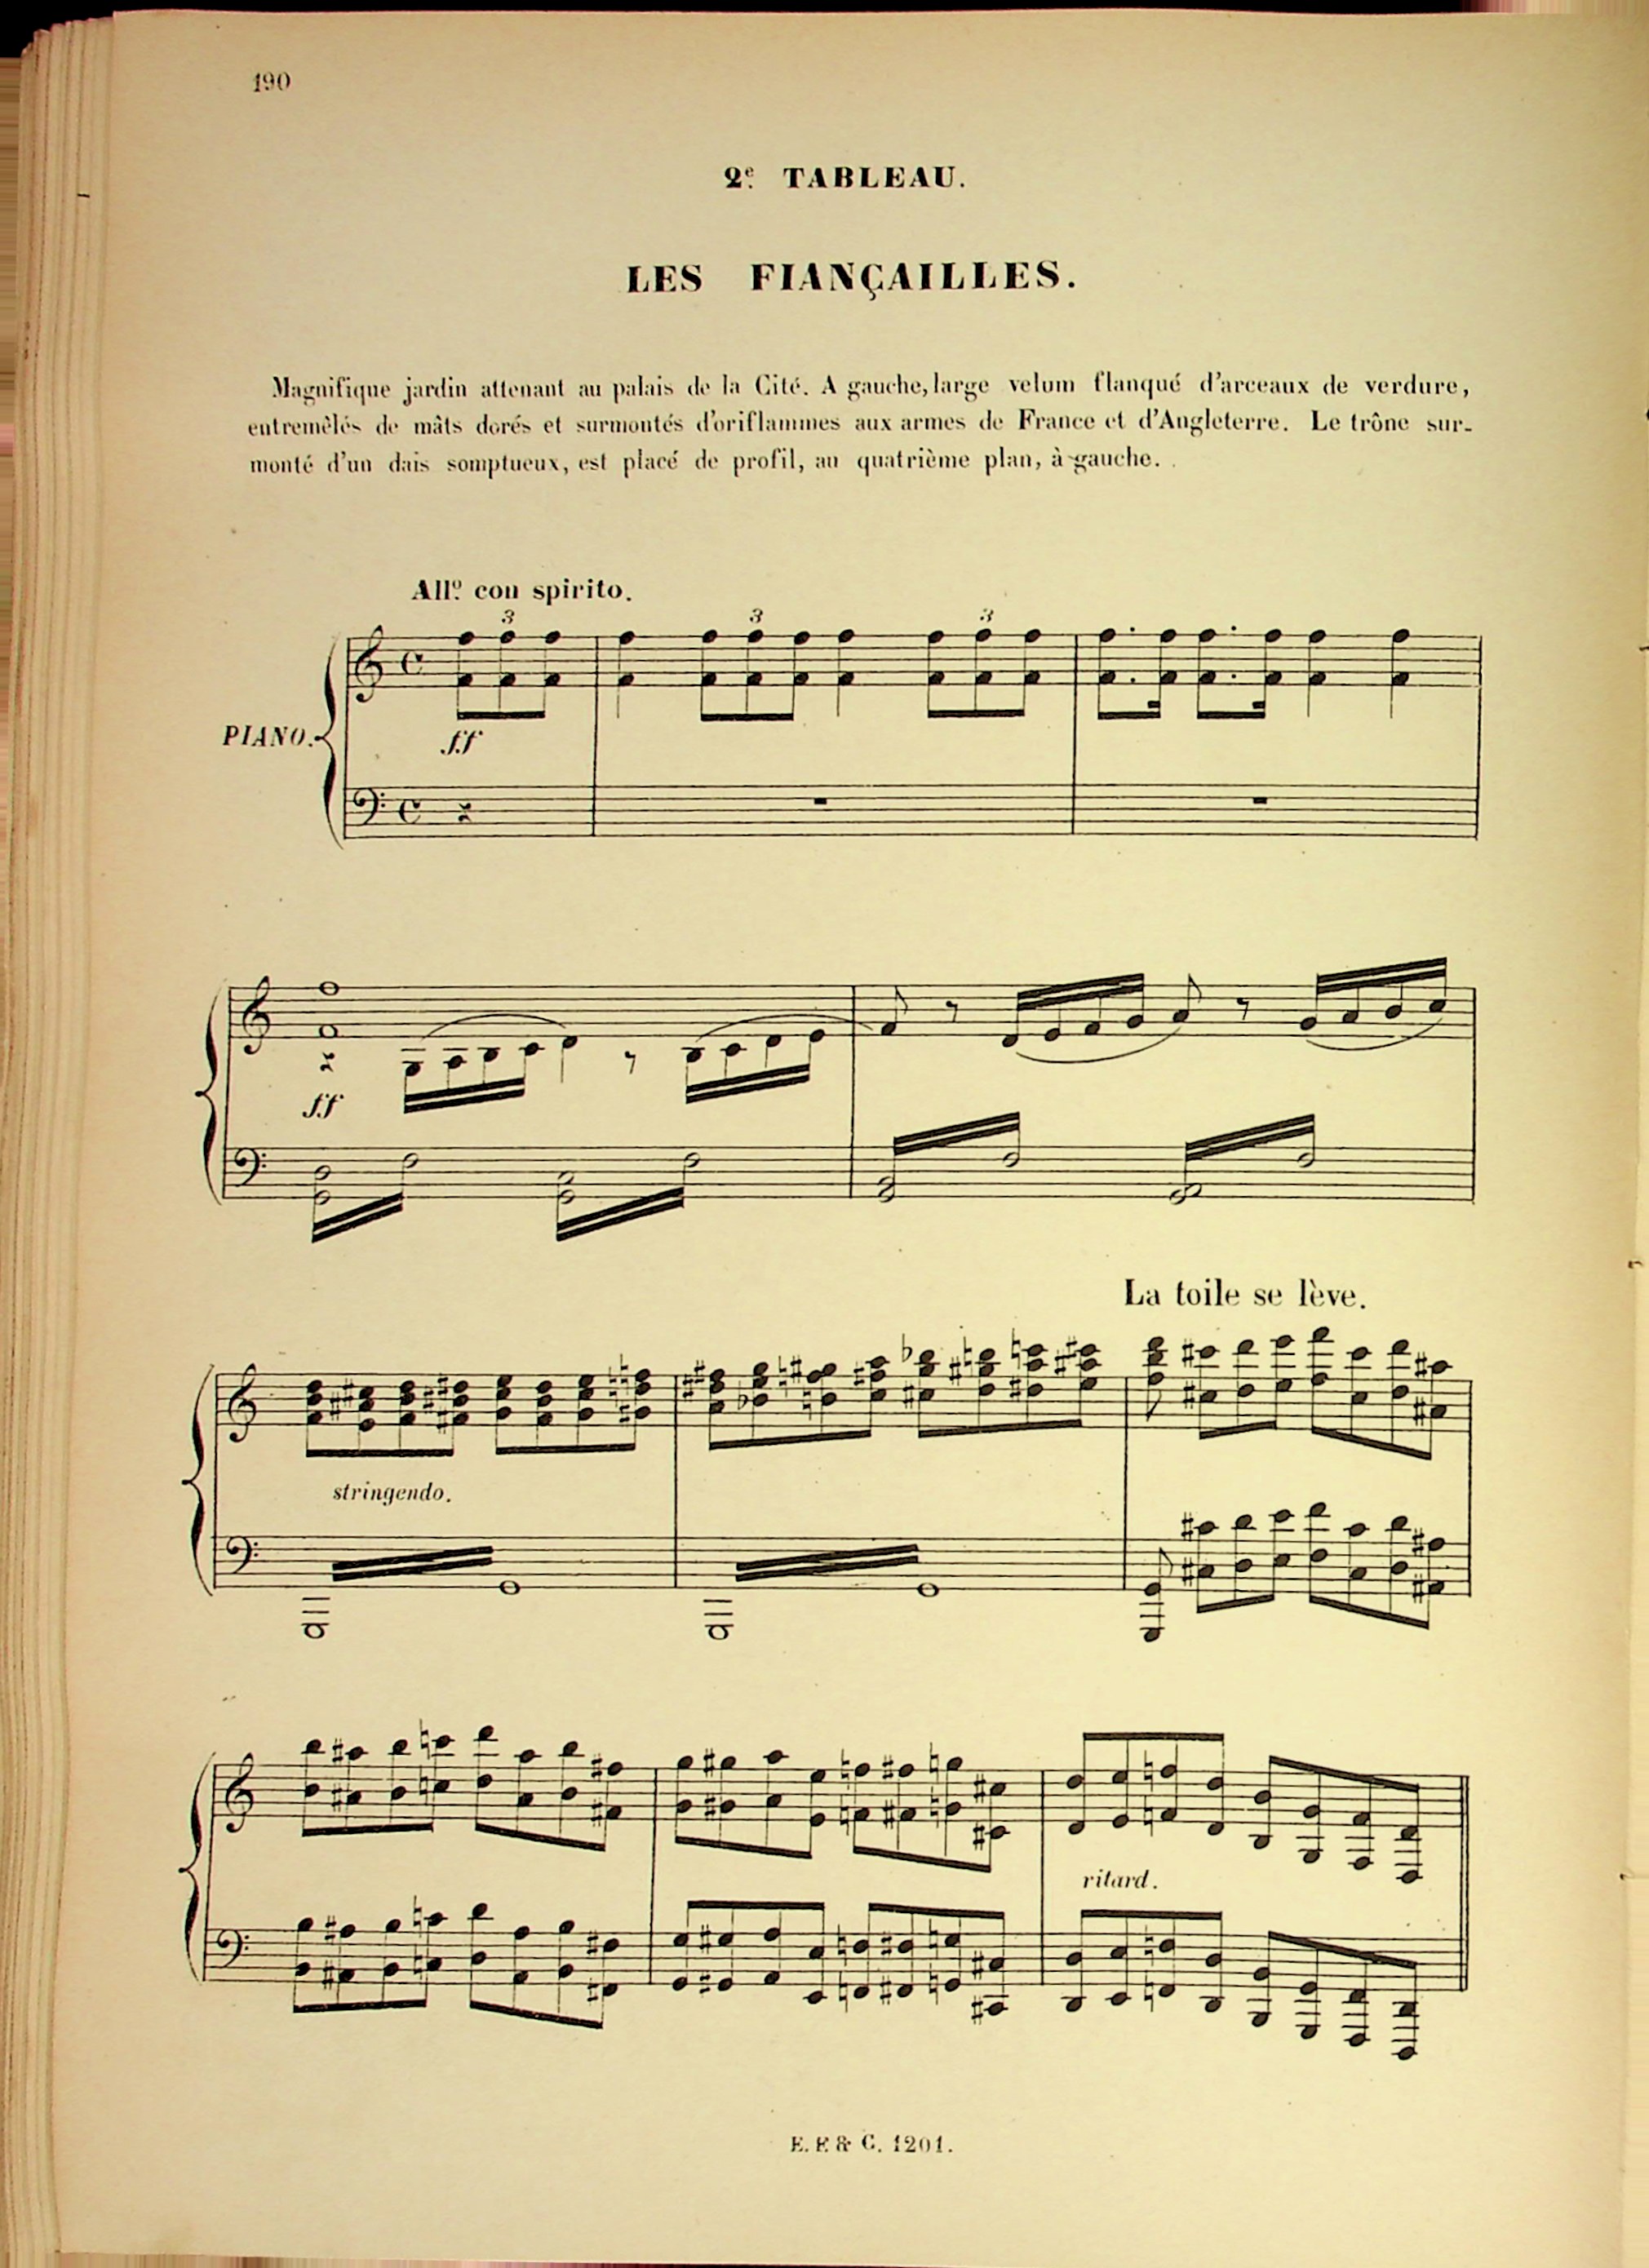 190
2e. TABLEAU.
LES FIANÇAILLES.
Magnifique jardin attenant au palais de la Cité. A gauche, large velum flanqué d'arceaux de verdure,
entremêlés de mâts dorés et surmontés d'oriflammes aux armes de France et d'Angleterre. Le trône sur-
monté d'un dais somptueux, est placé de profil, au quatrième plan, à gauche.
Allo. con spirito.
3 3 3
PIANO.
ff
ff
La toile se lève.
stringendo.
ritard.
E. F. & C. 1201.